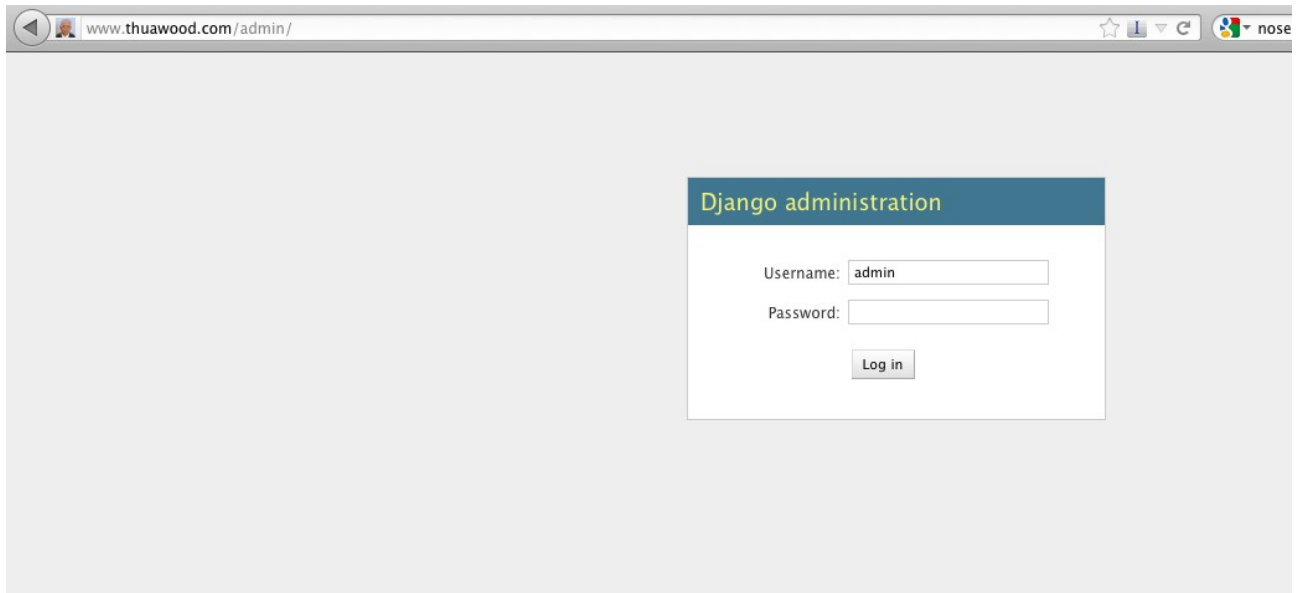 www.thuawood.com/admin/
nose
Django administration
Username: admin
Password:
Log in